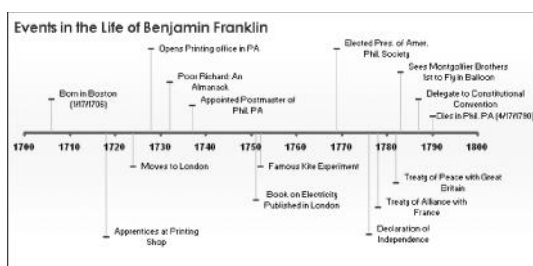 Events in the Life of Benjamin Franklin
Opens Printing office in PA
Elected Pres. of Amer.
Phil. Society
Sees Montgolfier Brothers
1st to Fly in Balloon
Poor Richard: An
Almanack
Born in Boston
(1/17/1706)
Appointed Postmaster of
Phil. PA
Delegate to Constitutional
Convention
Dies in Phil. PA (4/17/1790)
1700 1710 1720 1730 1740 1750 1760 1770 1780 1790 1800
Moves to London
Famous Kite Experiment
Treaty of Peace with Great
Britain
Book on Electricity
Published in London
Treaty of Alliance with
France
Apprentices at Printing
Shop
Declaration of
Independence